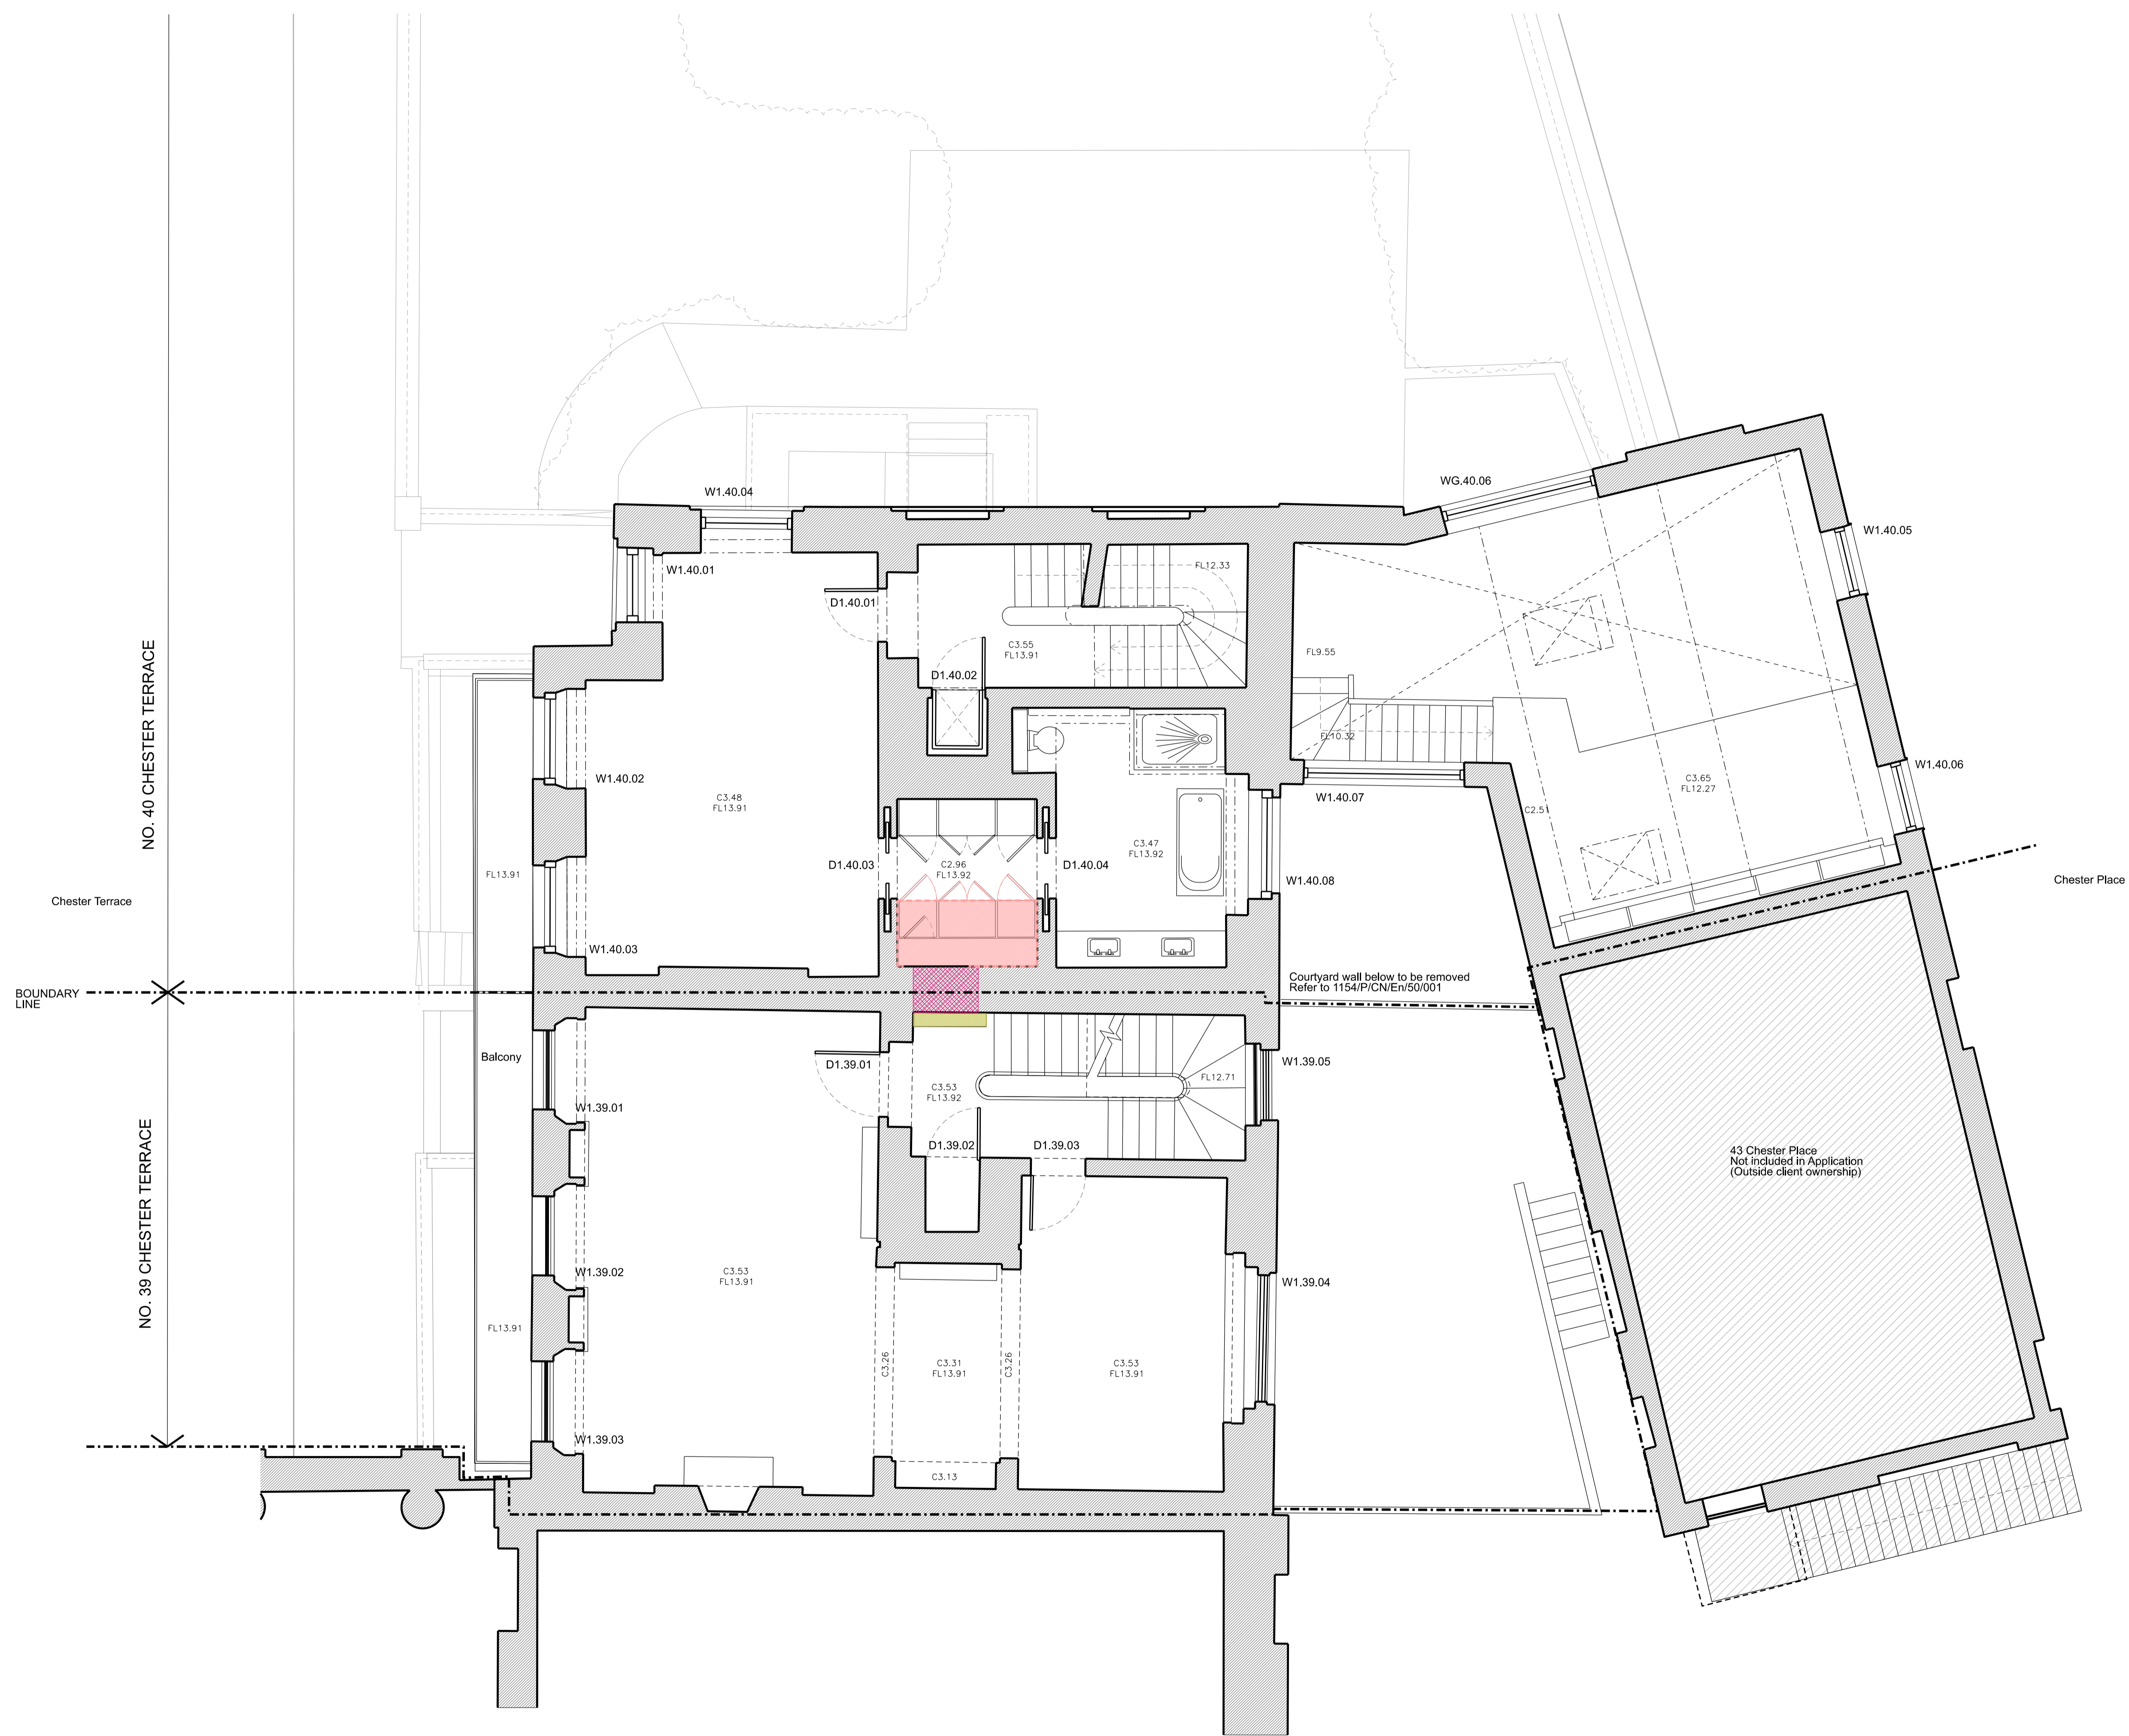 W1.40.04
WG.40.06
W1.40.05
W1.40.01
FL12.33
D1.40.01
C3.55
FL13.91
FL9.55
D1.40.02
NO. 40 CHESTER TERRACE
FL10.32
W1.40.06
W1.40.02
C3.48
FL13.91
W1.40.07
C3.65
FL12.27
C2.51
C3.47
FL13.92
D1.40.03
C2.96
FL13.92
D1.40.04
FL13.91
W1.40.08
Chester Terrace
Chester Place
W1.40.03
Courtyard wall below to be removed
Refer to 1154/P/CN/En/50/001
BOUNDARY
LINE
Balcony
D1.39.01
W1.39.05
C3.53
FL13.92
FL12.71
W1.39.01
NO. 39 CHESTER TERRACE
D1.39.02
D1.39.03
43 Chester Place
Not included in Application
(Outside client ownership)
W1.39.02
C3.53
FL13.91
W1.39.04
FL13.91
C3.26
C3.31
FL13.91
C3.26
C3.53
FL13.91
W1.39.03
C3.13